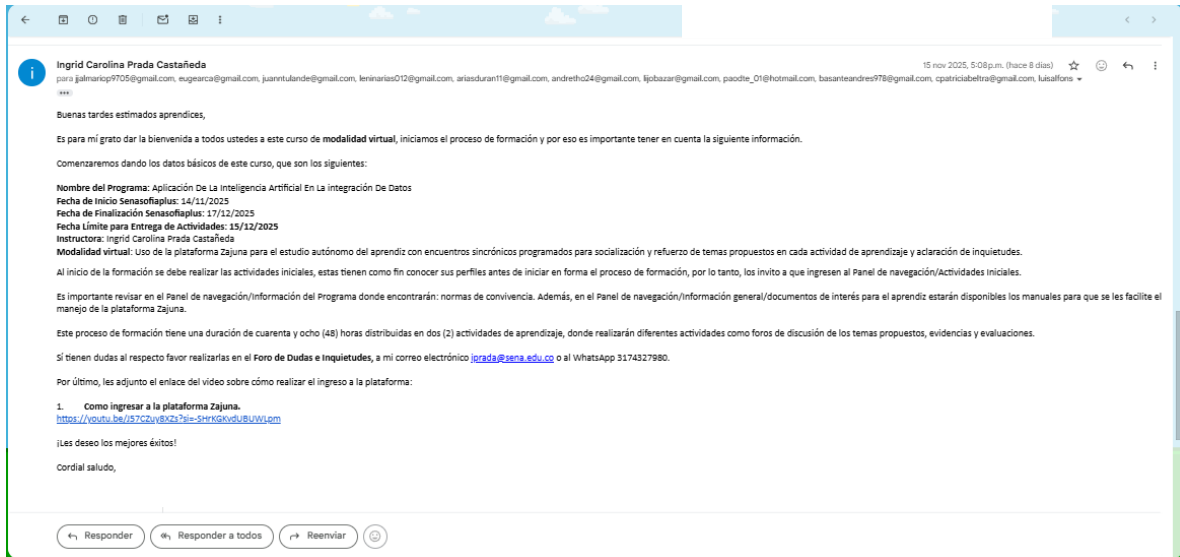 Ingrid Carolina Prada Castañeda
15 nov 2025, 5:08 p.m. (hace 8 días)
i
para jjalmariop9705@gmail.com, eugearca@gmail.com, juanntulande@gmail.com, leninarias012@gmail.com, ariasduran11@gmail.com, andretho24@gmail.com, lijobazar@gmail.com, paodte_01@hotmail.com, basanteandres978@gmail.com, cpatriciabeltra@gmail.com, luisalfons
Buenas tardes estimados aprendices,
Es para mí grato dar la bienvenida a todos ustedes a este curso de modalidad virtual, iniciamos el proceso de formación y por eso es importante tener en cuenta la siguiente información.
Comenzaremos dando los datos básicos de este curso, que son los siguientes:
Nombre del Programa: Aplicación De La Inteligencia Artificial En La integración De Datos
Fecha de Inicio Senasofiaplus: 14/11/2025
Fecha de Finalización Senasofiaplus: 17/12/2025
Fecha Límite para Entrega de Actividades: 15/12/2025
Instructora: Ingrid Carolina Prada Castañeda
Modalidad virtual: Uso de la plataforma Zajuna para el estudio autónomo del aprendiz con encuentros sincrónicos programados para socialización y refuerzo de temas propuestos en cada actividad de aprendizaje y aclaración de inquietudes.
Al inicio de la formación se debe realizar las actividades iniciales, estas tienen como fin conocer sus perfiles antes de iniciar en forma el proceso de formación, por lo tanto, los invito a que ingresen al Panel de navegación/Actividades Iniciales.
Es importante revisar en el Panel de navegación/Información del Programa donde encontrarán: normas de convivencia. Además, en el Panel de navegación/Información general/documentos de interés para el aprendiz estarán disponibles los manuales para que se les facilite el
manejo de la plataforma Zajuna.
Este proceso de formación tiene una duración de cuarenta y ocho (48) horas distribuidas en dos (2) actividades de aprendizaje, donde realizarán diferentes actividades como foros de discusión de los temas propuestos, evidencias y evaluaciones.
Sí tienen dudas al respecto favor realizarlas en el Foro de Dudas e Inquietudes, a mi correo electrónico iprada@sena.edu.co o al WhatsApp 3174327980.
Por último, les adjunto el enlace del video sobre cómo realizar el ingreso a la plataforma:
1. Como ingresar a la plataforma Zajuna.
https://youtu.be/J57CZuy8XZs?si=-SHrKGKvdUBUWLpm
¡Les deseo los mejores éxitos!
Cordial saludo,
Responder
Responder a todos
Reenviar